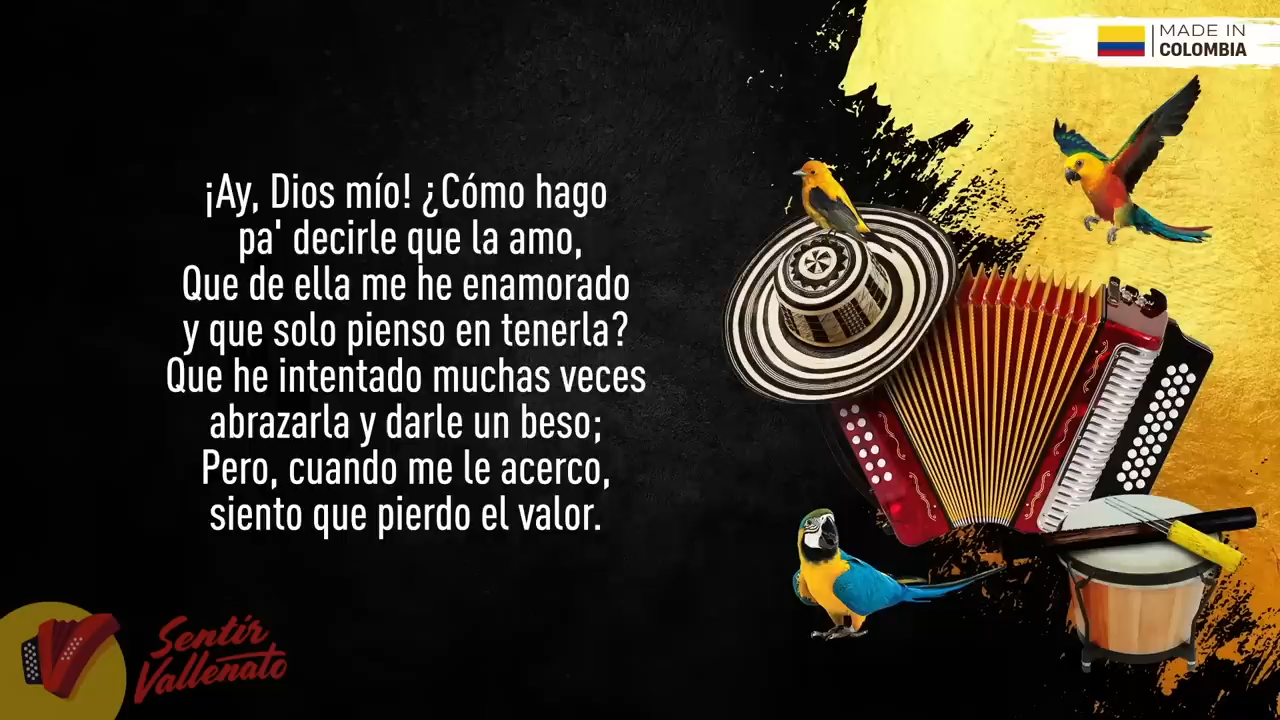 MADE IN
COLOMBIA
¡Ay, Dios mío! ¿Cómo hago
pa' decirle que la amo,
Que de ella me he enamorado
y que solo pienso en tenerla?
Que he intentado muchas veces
abrazarla y darle un beso;
Pero, cuando me le acerco,
siento que pierdo el valor.
Sentir
Vallenato